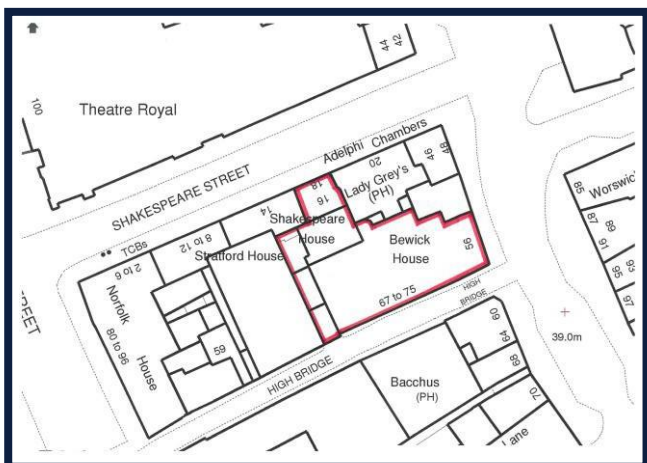 44
42
100
Theatre Royal
SHAKESPEARE STREET
Adelphi Chambers
20
Lady Grey's
(PH)
46
48
18
16
14
Shakespeare
House
8 to 12
TCBs
2 to 6
Stratford House
Bewick
House
56
67 to 75
Norfolk
House
80 to 96
59
HIGH BRIDGE
HIGH
BRIDGE
Bacchus
(PH)
60
64
68
70
Lane
39.0m
Worswick
85
87
89
91
93
95
97
STREET